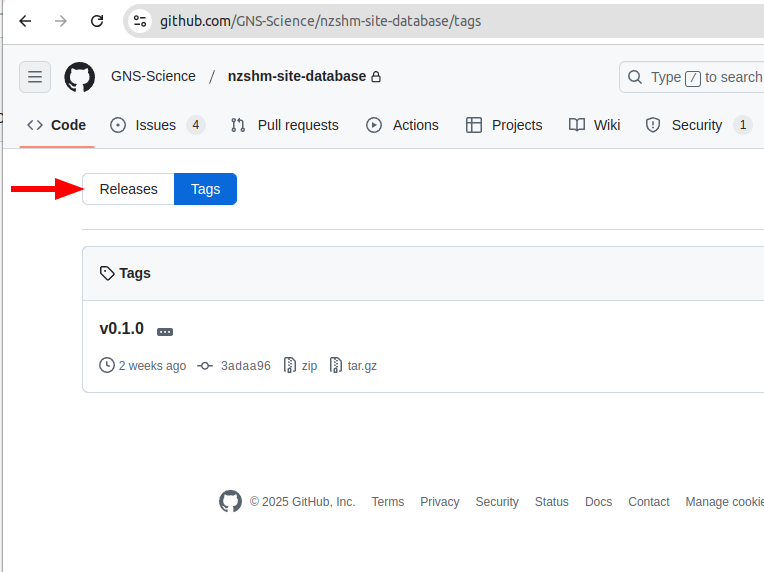 github.com/GNS-Science/nzshm-site-database/tags
GNS-Science / nzshm-site-database
Type / to search
Code Issues 4 Pull requests Actions Projects Wiki Security 1
Releases Tags
Tags
v0.1.0
2 weeks ago 3adaa96 zip tar.gz
© 2025 GitHub, Inc. Terms Privacy Security Status Docs Contact Manage cookie